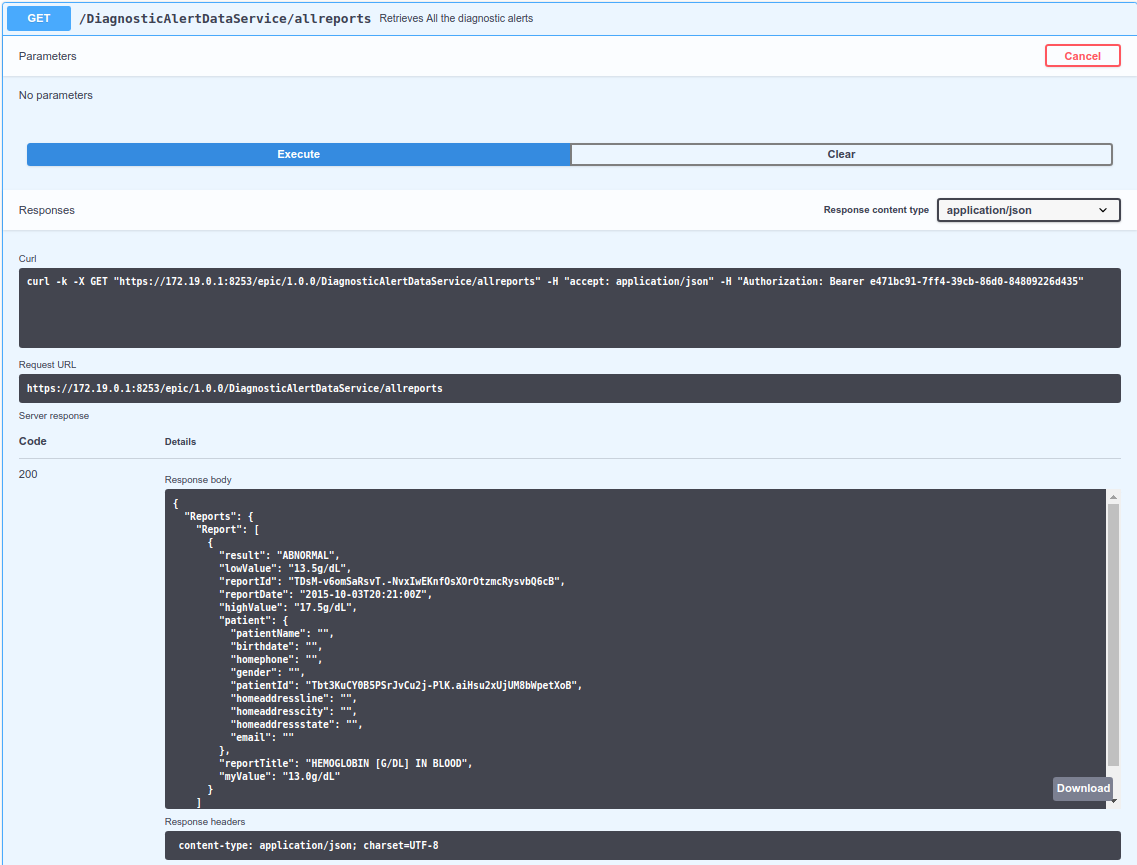 GET /DiagnosticAlertDataService/allreports Retrieves All the diagnostic alerts
Parameters Cancel
No parameters
Execute Clear
Responses Response content type application/json
Curl
curl -k -X GET "https://172.19.0.1:8253/epic/1.0.0/DiagnosticAlertDataService/allreports" -H "accept: application/json" -H "Authorization: Bearer e471bc91-7ff4-39cb-86d0-84809226d435"
Request URL
https://172.19.0.1:8253/epic/1.0.0/DiagnosticAlertDataService/allreports
Server response
Code Details
200
Response body
{
"Reports": {
"Report": [
{
"result": "ABNORMAL",
"lowValue": "13.5g/dL",
"reportId": "TDsM-v6omSaRsvT.-NvxIwEKnfOsXOrOtzmcRysvbQ6cB",
"reportDate": "2015-10-03T20:21:00Z",
"highValue": "17.5g/dL",
"patient": {
"patientName": "",
"birthdate": "",
"homephone": "",
"gender": "",
"patientId": "Tbt3KuCY0B5PSrJvCu2j-PlK.aiHsu2xUjUM8bWpetXoB",
"homeaddressline": "",
"homeaddresscity": "",
"homeaddressstate": "",
"email": ""
},
"reportTitle": "HEMOGLOBIN [G/DL] IN BLOOD",
"myValue": "13.0g/dL"
}
]
Download
Response headers
content-type: application/json; charset=UTF-8